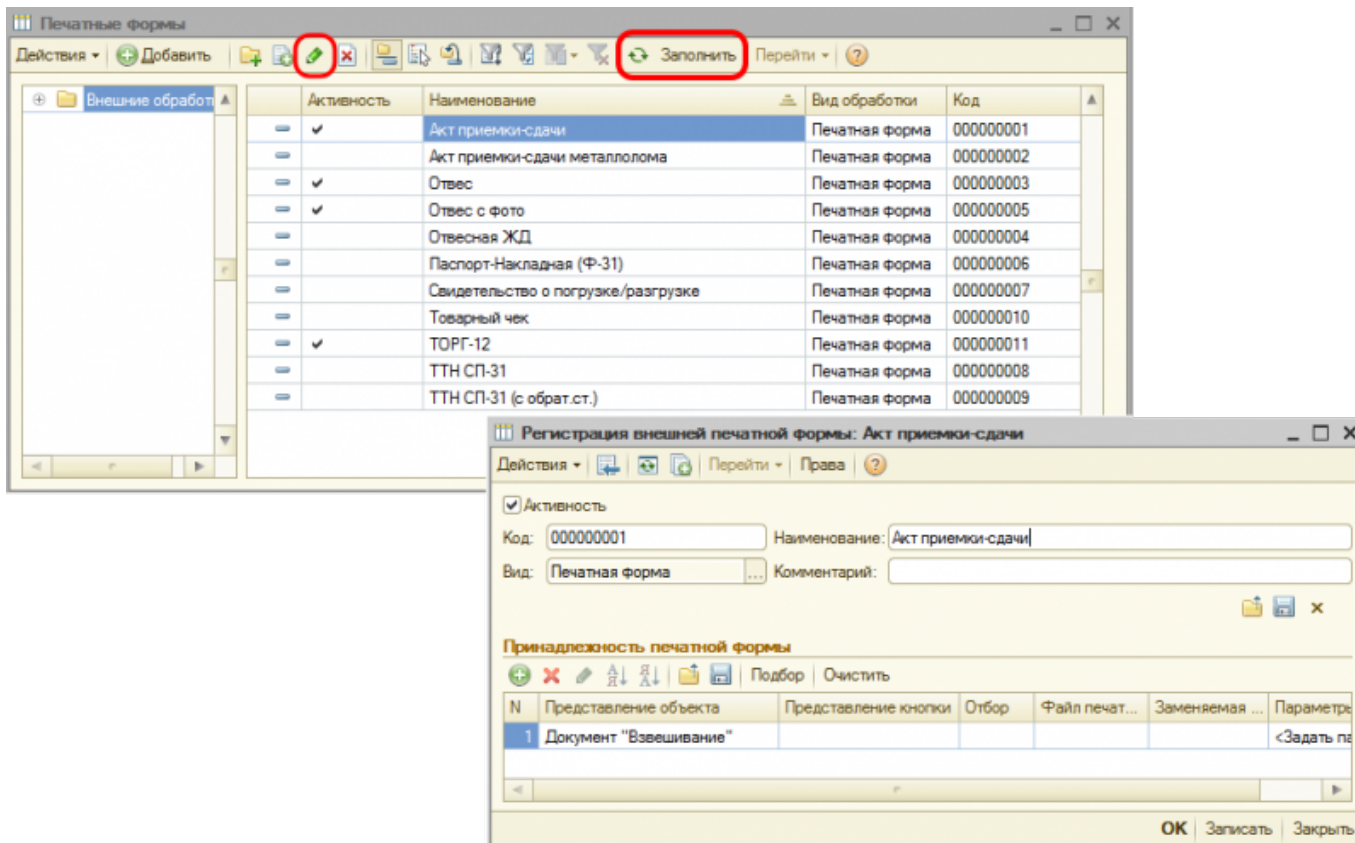 Печатные формы
Действия Добавить Заполнить Перейти
Внешние обработ
Активность Наименование Вид обработки Код
Акт приемки-сдачи Печатная форма 000000001
Акт приемки-сдачи металлолома Печатная форма 000000002
Отвес Печатная форма 000000003
Отвес с фото Печатная форма 000000005
Отвесная ЖД Печатная форма 000000004
Паспорт-Накладная (Ф-31) Печатная форма 000000006
Свидетельство о погрузке/разгрузке Печатная форма 000000007
Товарный чек Печатная форма 000000010
ТОРГ-12 Печатная форма 000000011
ТТН СП-31 Печатная форма 000000008
ТТН СП-31 (с обрат.ст.) Печатная форма 000000009
Регистрация внешней печатной формы: Акт приемки-сдачи
Действия Перейти Права
Активность
Код: 000000001 Наименование: Акт приемки-сдачи
Вид: Печатная форма ... Комментарий:
Принадлежность печатной формы
Подбор Очистить
N Представление объекта Представление кнопки Отбор Файл печат... Заменяемая ... Параметры
1 Документ "Взвешивание" <Задать па
ОК Записать Закрыть